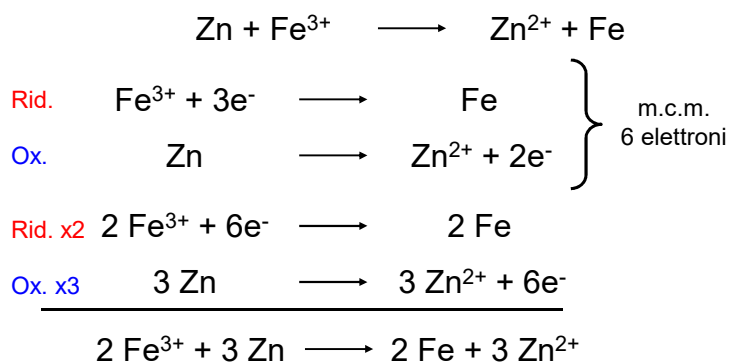 Zn + Fe³⁺ ⟶ Zn²⁺ + Fe
Rid. Fe³⁺ + 3e⁻ ⟶ Fe
m.c.m.
6 elettroni
Ox. Zn ⟶ Zn²⁺ + 2e⁻
Rid. x2 2 Fe³⁺ + 6e⁻ ⟶ 2 Fe
Ox. x3 3 Zn ⟶ 3 Zn²⁺ + 6e⁻
2 Fe³⁺ + 3 Zn ⟶ 2 Fe + 3 Zn²⁺